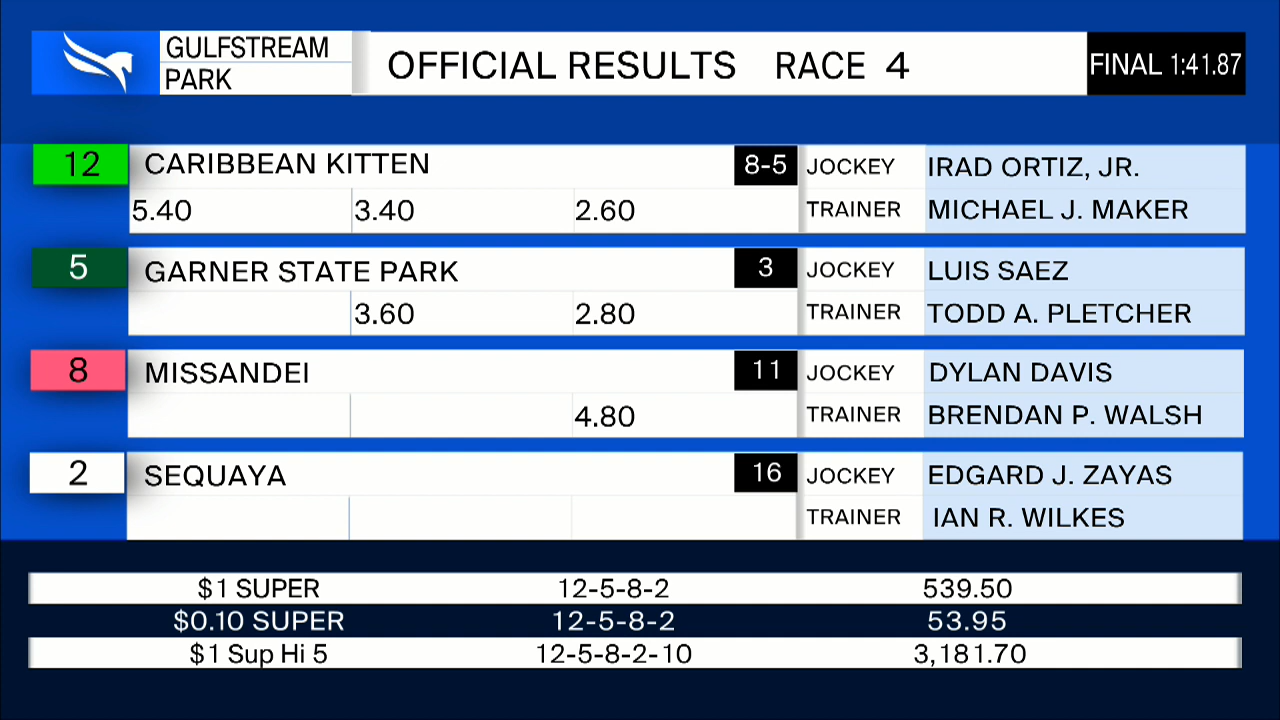 GULFSTREAM PARK OFFICIAL RESULTS RACE 4 FINAL 1:41.87
12 CARIBBEAN KITTEN 8-5 JOCKEY IRAD ORTIZ, JR.
5.40 3.40 2.60 TRAINER MICHAEL J. MAKER
5 GARNER STATE PARK 3 JOCKEY LUIS SAEZ
3.60 2.80 TRAINER TODD A. PLETCHER
8 MISSANDEI 11 JOCKEY DYLAN DAVIS
4.80 TRAINER BRENDAN P. WALSH
2 SEQUAYA 16 JOCKEY EDGARD J. ZAYAS
TRAINER IAN R. WILKES
$1 SUPER 12-5-8-2 539.50
$0.10 SUPER 12-5-8-2 53.95
$1 Sup Hi 5 12-5-8-2-10 3,181.70